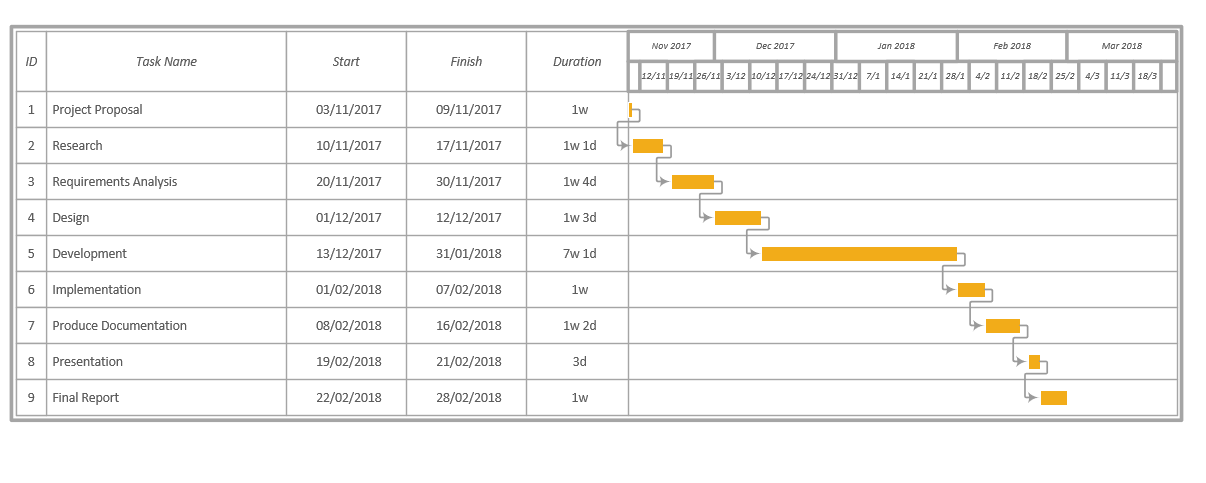 ID Task Name Start Finish Duration Nov 2017 Dec 2017 Jan 2018 Feb 2018 Mar 2018
12/11 19/11 26/11 3/12 10/12 17/12 24/12 31/12 7/1 14/1 21/1 28/1 4/2 11/2 18/2 25/2 4/3 11/3 18/3
1 Project Proposal 03/11/2017 09/11/2017 1w
2 Research 10/11/2017 17/11/2017 1w 1d
3 Requirements Analysis 20/11/2017 30/11/2017 1w 4d
4 Design 01/12/2017 12/12/2017 1w 3d
5 Development 13/12/2017 31/01/2018 7w 1d
6 Implementation 01/02/2018 07/02/2018 1w
7 Produce Documentation 08/02/2018 16/02/2018 1w 2d
8 Presentation 19/02/2018 21/02/2018 3d
9 Final Report 22/02/2018 28/02/2018 1w